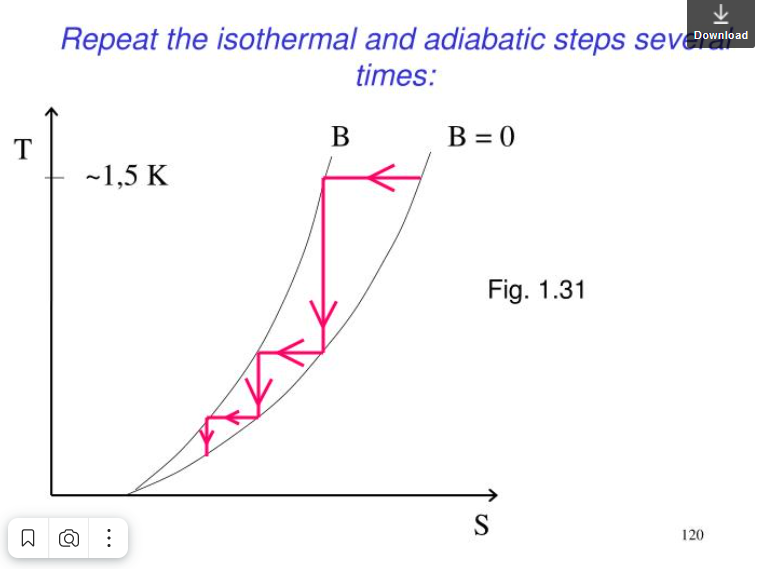 Repeat the isothermal and adiabatic steps several
times:
Download
B
B = 0
T
~1,5 K
Fig. 1.31
S
120